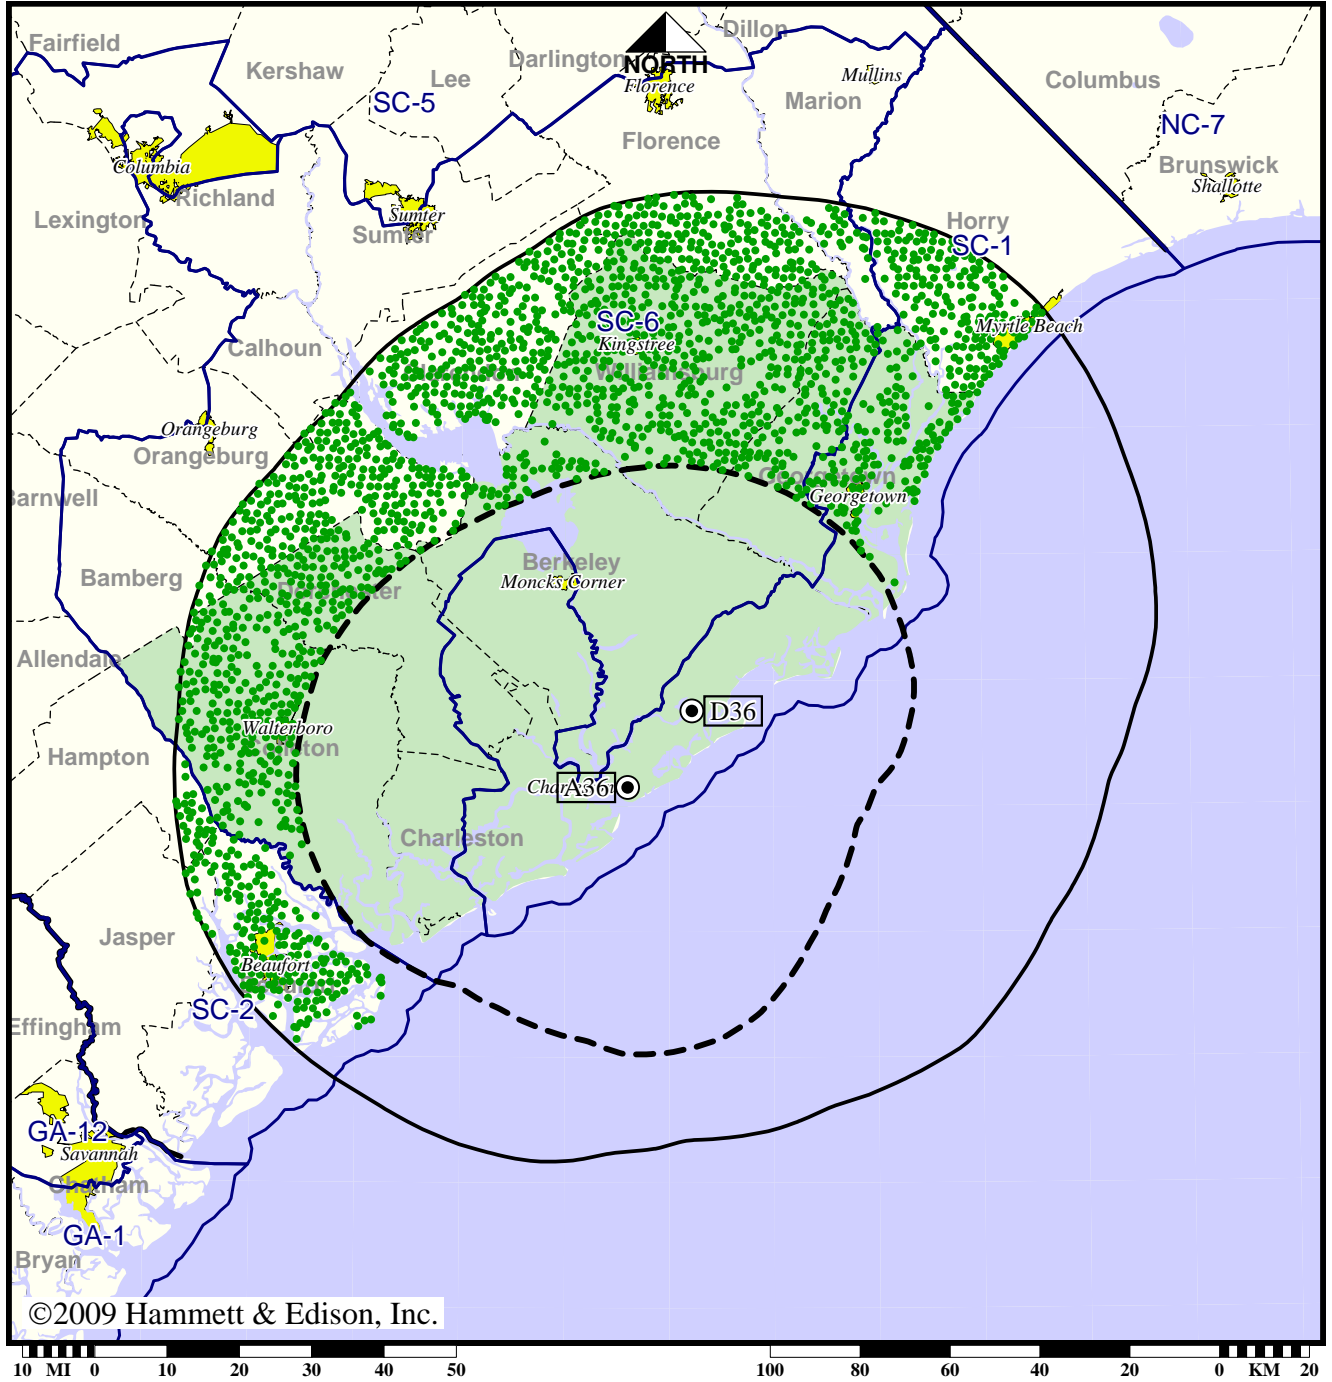 Fairfield
Kershaw
Lee
SC-5
Darlington
Dillon
NORTH
Florence
Florence
Mullins
Marion
Columbus
NC-7
Brunswick
Shallotte
Columbia
Richland
Lexington
Sumter
Sumter
Horry
SC-1
Myrtle Beach
SC-6
Kingstree
Williamsburg
Calhoun
Orangeburg
Orangeburg
Barnwell
Georgetown
Georgetown
Bamberg
Berkeley
Moncks Corner
Dorchester
Allendale
Walterboro
Colleton
Hampton
D36
A36
Charleston
Jasper
Beaufort
SC-2
Effingham
GA-12
Savannah
Chatham
GA-1
Bryan
©2009 Hammett & Edison, Inc.
10 MI 0 10 20 30 40 50 100 80 60 40 20 0 KM 20